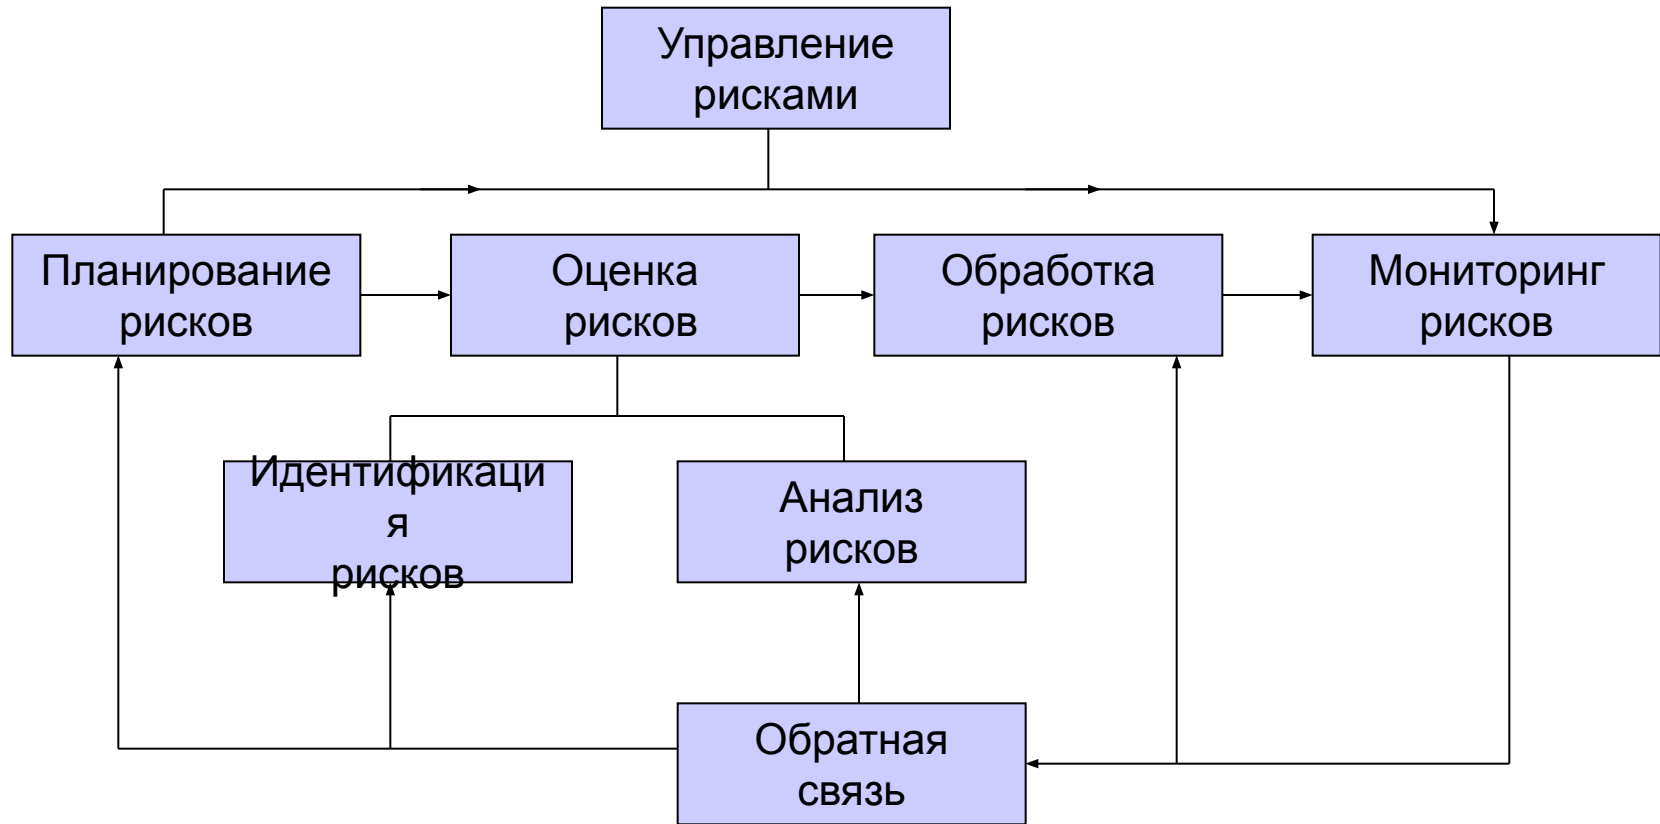 Управление
рисками
Планирование
рисков
Оценка
рисков
Обработка
рисков
Мониторинг
рисков
Идентификаци
я
рисков
Анализ
рисков
Обратная
связь